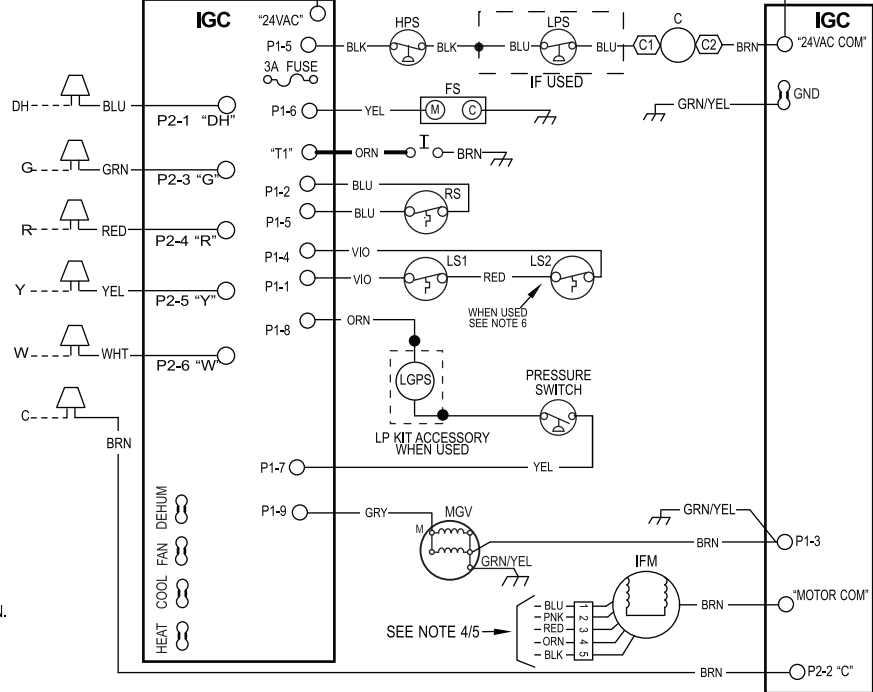 IGC
"24VAC"
P1-5
BLK
HPS
BLK
BLU
LPS
BLU
C1
C
C2
BRN
IGC
"24VAC COM"
IF USED
3A FUSE
GND
GRN/YEL
DH
BLU
P2-1 "DH"
P1-6
YEL
FS
M
C
"T1"
ORN
I
BRN
G
GRN
P2-3 "G"
P1-2
BLU
RS
P1-5
BLU
R
RED
P2-4 "R"
P1-4
VIO
P1-1
VIO
LS1
RED
LS2
WHEN USED
SEE NOTE 6
Y
YEL
P2-5 "Y"
P1-8
ORN
W
WHT
P2-6 "W"
LGPS
PRESSURE
SWITCH
LP KIT ACCESSORY
WHEN USED
C
BRN
P1-7
YEL
P1-9
GRY
MGV
M
GRN/YEL
GRN/YEL
BRN
P1-3
DEHUM
FAN
COOL
HEAT
N.
SEE NOTE 4/5
BLU 1
PNK 2
RED 3
ORN 4
BLK 5
IFM
BRN
"MOTOR COM"
BRN
P2-2 "C"